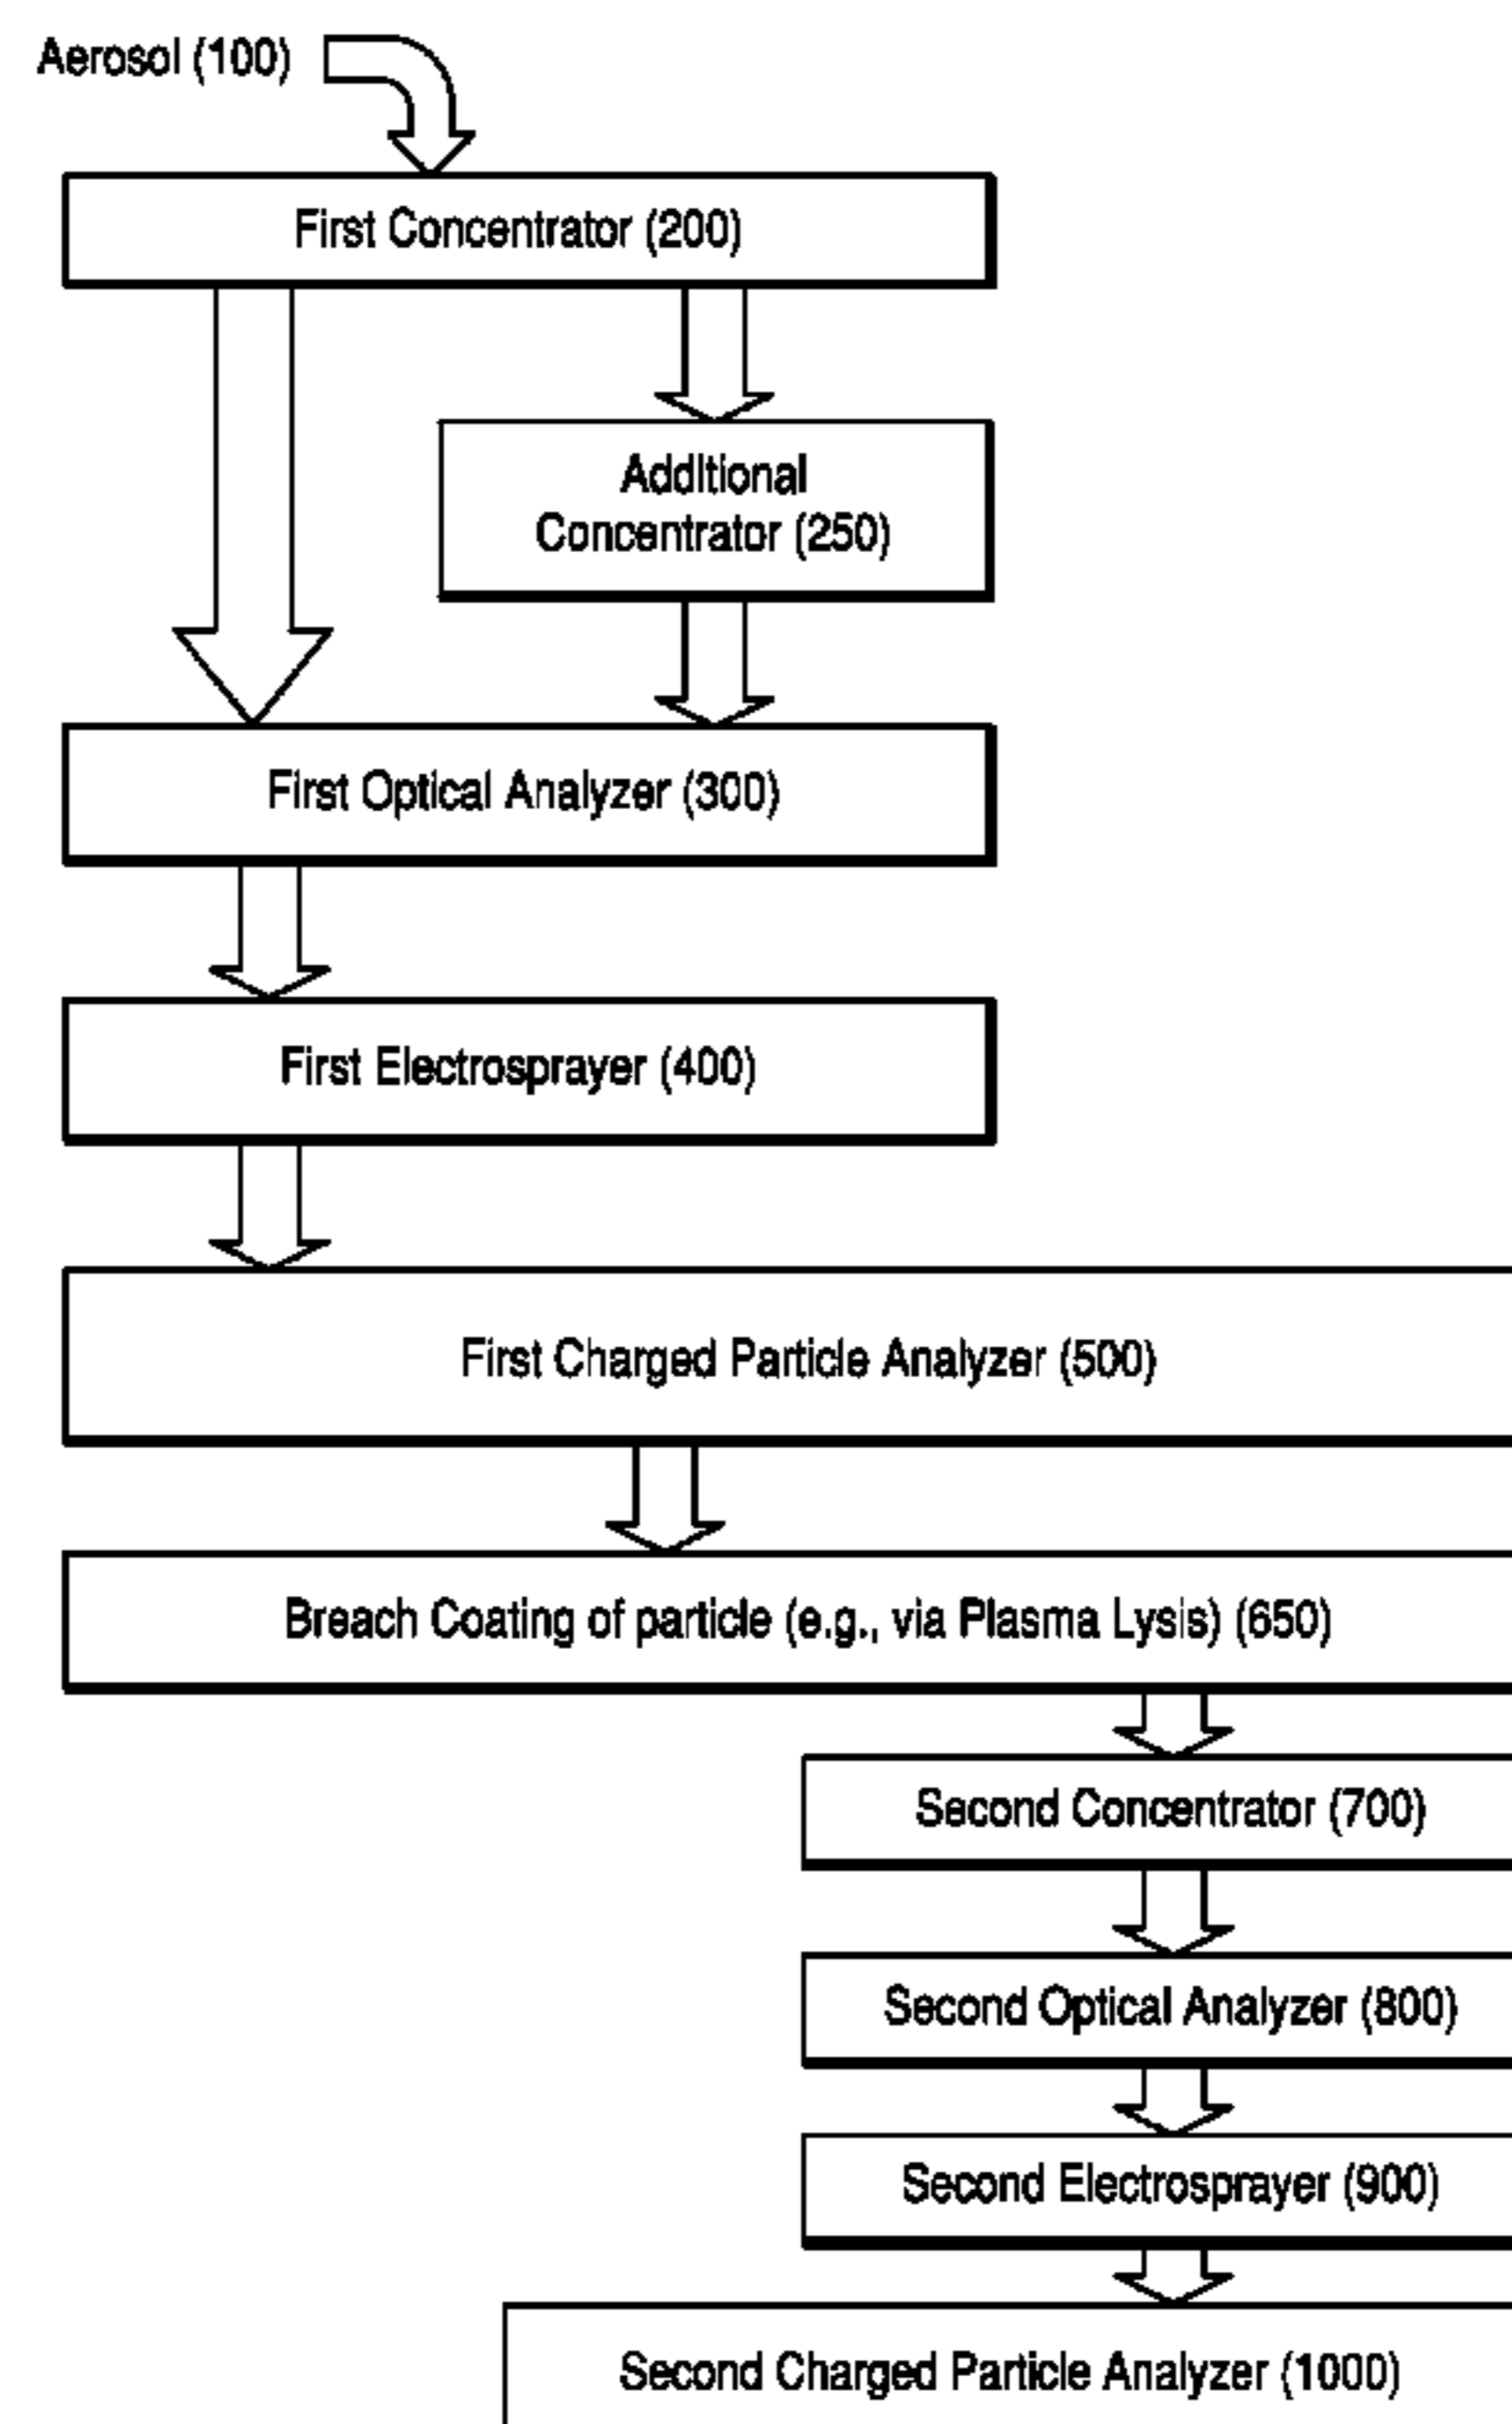 Aerosol (100)
First Concentrator (200)
Additional
Concentrator (250)
First Optical Analyzer (300)
First Electrosprayer (400)
First Charged Particle Analyzer (500)
Breach Coating of particle (e.g., via Plasma Lysis) (650)
Second Concentrator (700)
Second Optical Analyzer (800)
Second Electrosprayer (900)
Second Charged Particle Analyzer (1000)